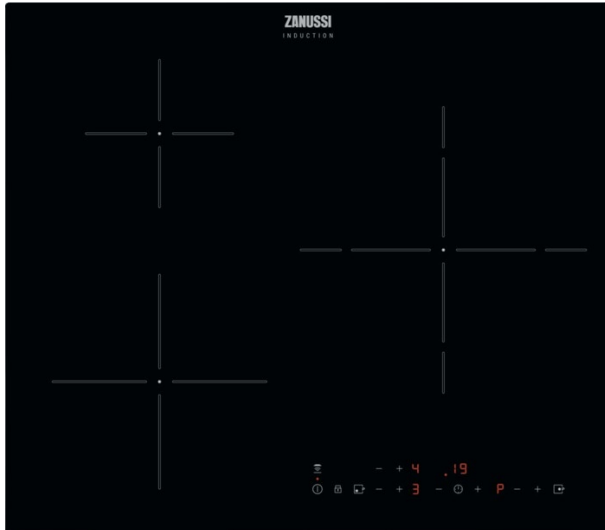 ZANUSSI
INDUCTION
- + 4 .19
- + 3 - + P - +